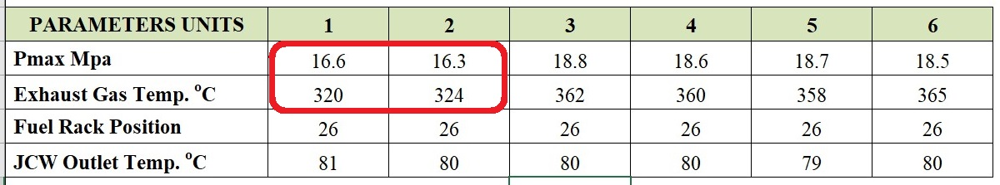 PARAMETERS UNITS 1 2 3 4 5 6
Pmax Mpa 16.6 16.3 18.8 18.6 18.7 18.5
Exhaust Gas Temp. ⁰C 320 324 362 360 358 365
Fuel Rack Position 26 26 26 26 26 26
JCW Outlet Temp. ⁰C 81 80 80 80 79 80